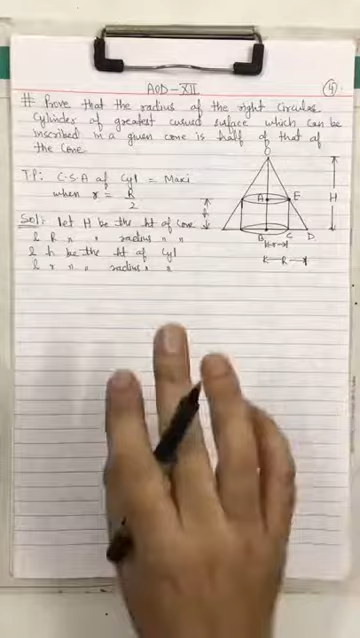 AOD-XII
(4)
# Prove that the radius of the right circular
cylinder of greatest curved surface which can be
inscribed in a given cone is half of that of
the cone.
T.P: C.S.A of Cyl = Maxi
when r = R/2
Sol: let H be the ht of Cone
& R " " radius " "
& h be the ht of Cyl
& r " " radius " "
O
A
E
H
h
B
C
D
r
R